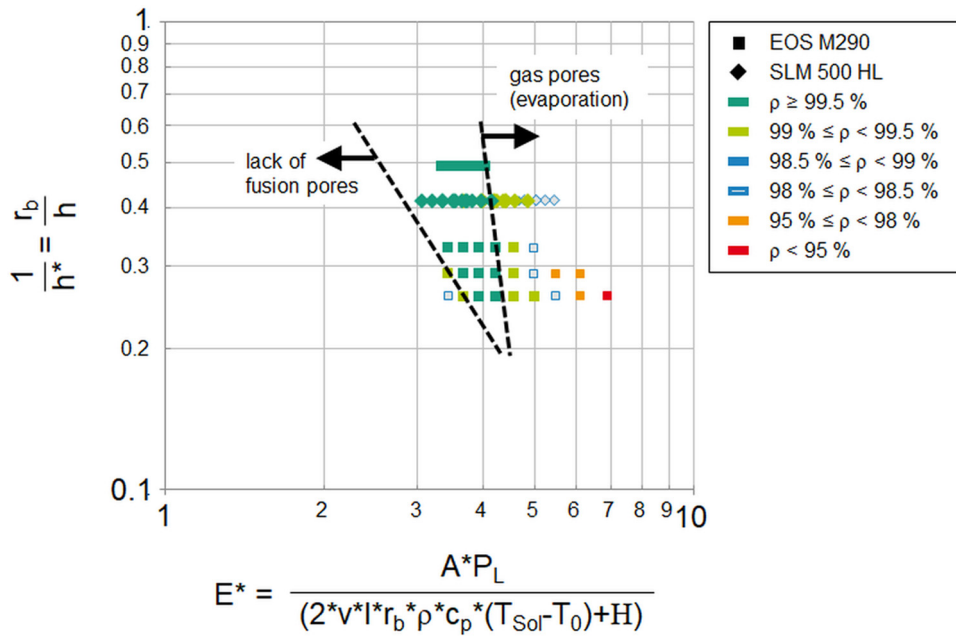 1
0.9
0.8
0.7
0.6
0.5
0.4
0.3
0.2
0.1
1/h* = r_b/h
gas pores
(evaporation)
lack of
fusion pores
1 2 3 4 5 6 7 8 9 10
E* = A*P_L / (2*v*l*r_b*ρ*c_p*(T_Sol-T_0)+H)
EOS M290
SLM 500 HL
ρ ≥ 99.5 %
99 % ≤ ρ < 99.5 %
98.5 % ≤ ρ < 99 %
98 % ≤ ρ < 98.5 %
95 % ≤ ρ < 98 %
ρ < 95 %